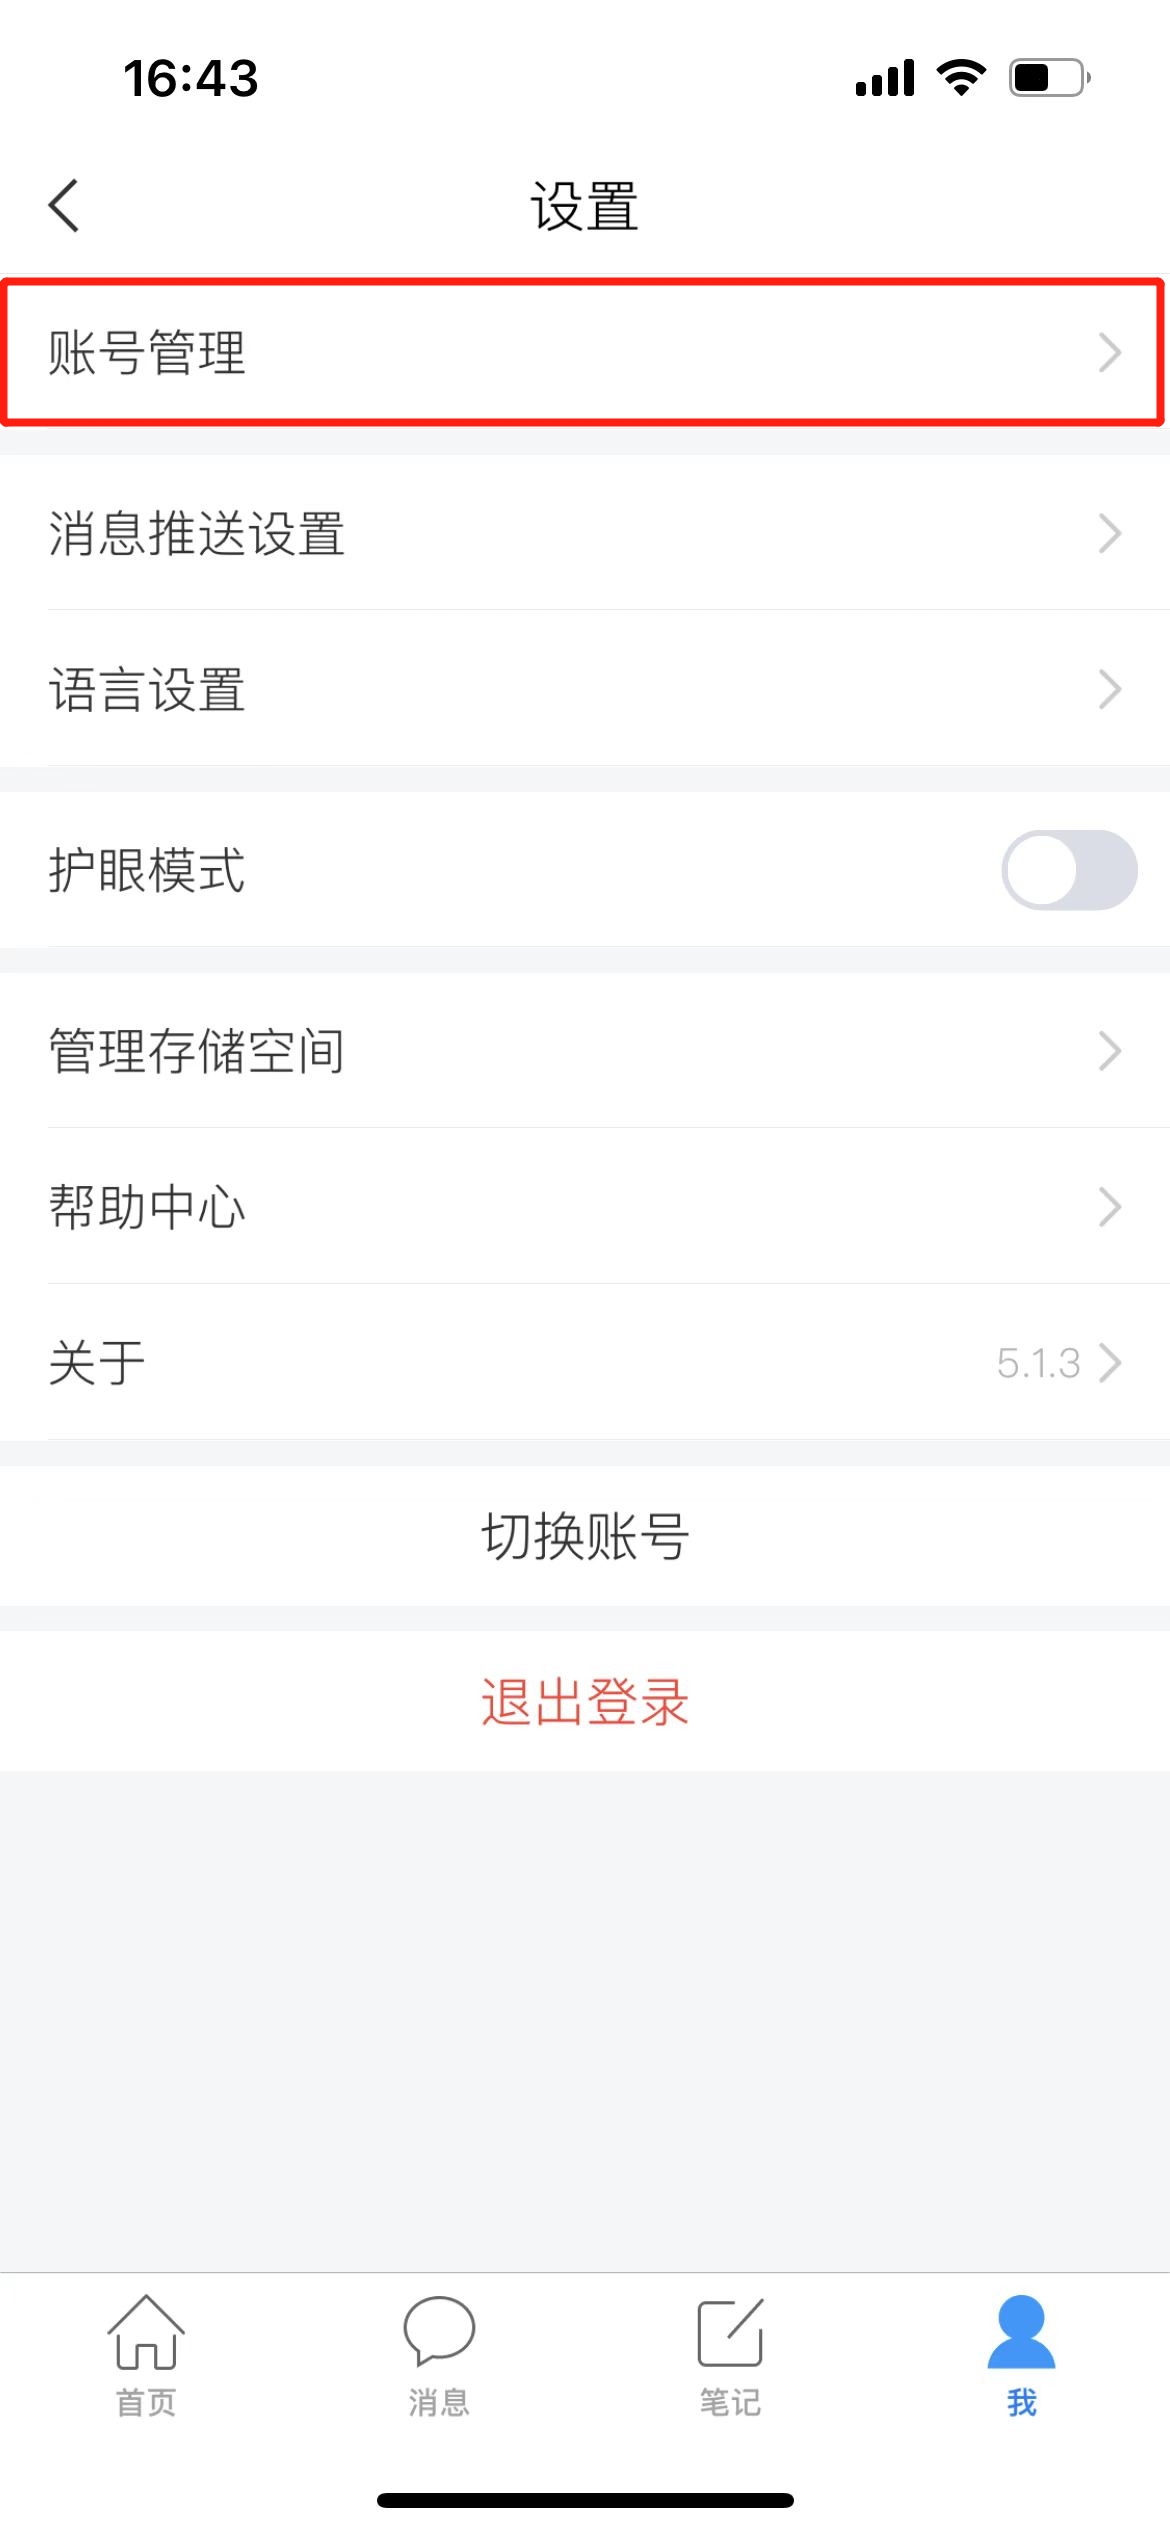 16:43
设置
账号管理
消息推送设置
语言设置
护眼模式
管理存储空间
帮助中心
关于 5.1.3
切换账号
退出登录
首页 消息 笔记 我